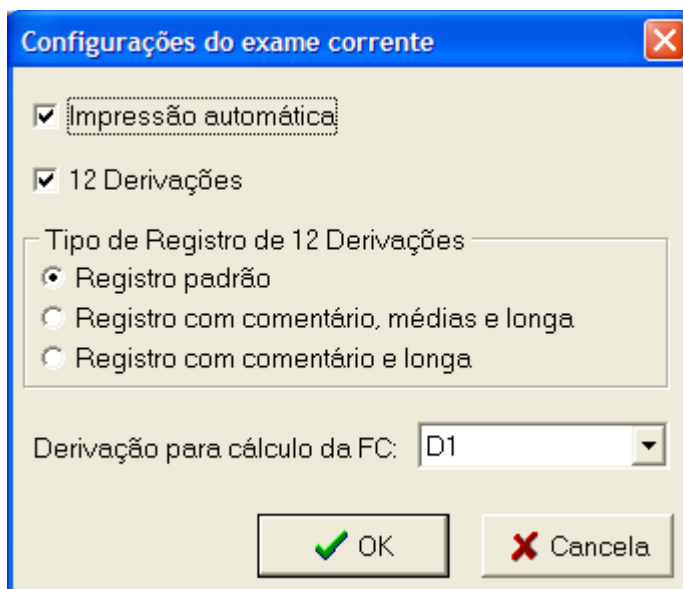 Configurações do exame corrente
Impressão automática
12 Derivações
Tipo de Registro de 12 Derivações
Registro padrão
Registro com comentário, médias e longa
Registro com comentário e longa
Derivação para cálculo da FC: D1
OK Cancela